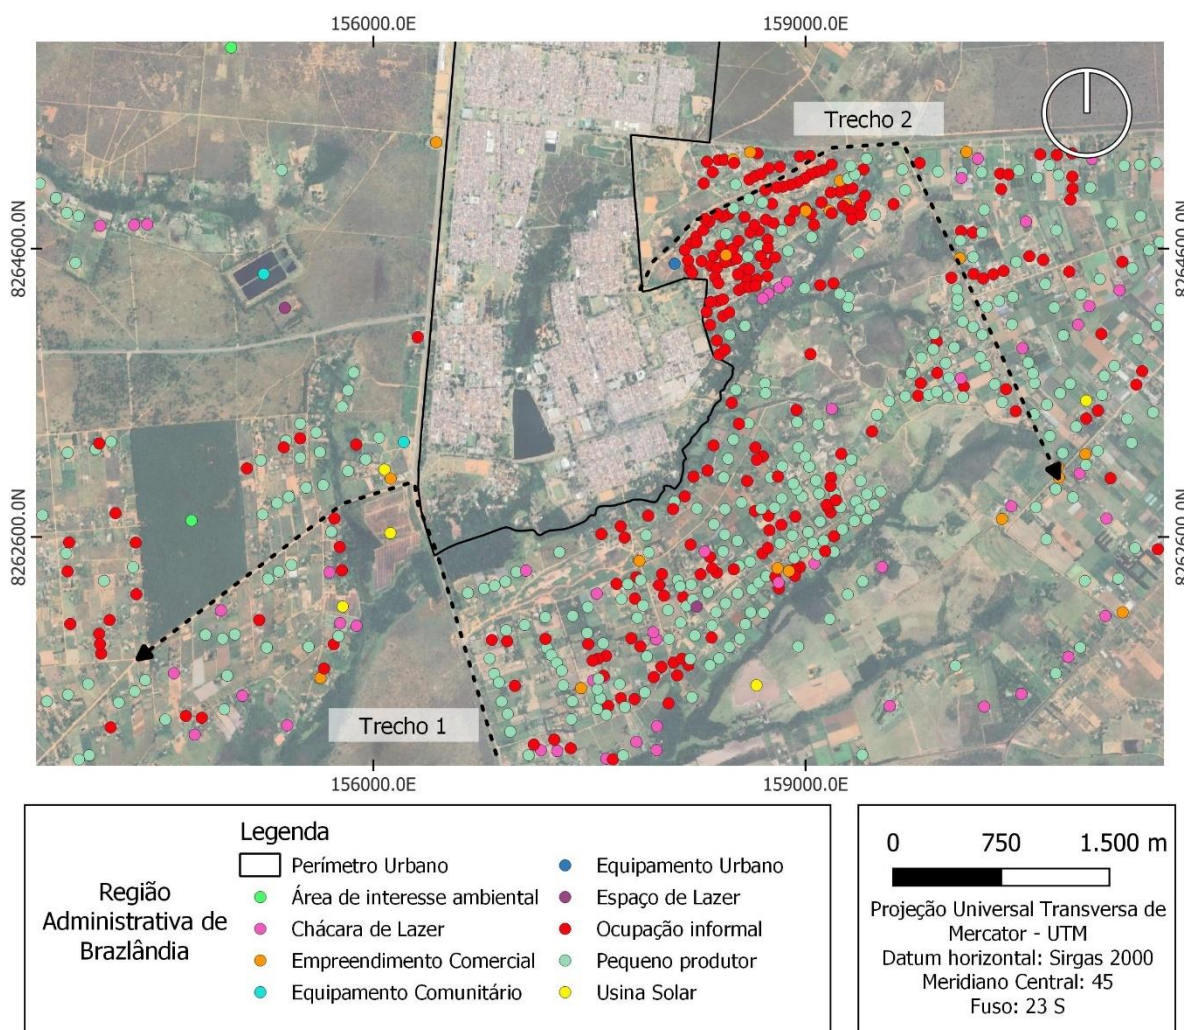 156000.0E
159000.0E
Trecho 2
8264600.0N
8264600.0N
8262600.0N
8262600.0N
Trecho 1
156000.0E
159000.0E
Região
Administrativa de
Brazlândia
Legenda
Perímetro Urbano
Área de interesse ambiental
Chácara de Lazer
Empreendimento Comercial
Equipamento Comunitário
Equipamento Urbano
Espaço de Lazer
Ocupação informal
Pequeno produtor
Usina Solar
0 750 1.500 m
Projeção Universal Transversa de
Mercator - UTM
Datum horizontal: Sirgas 2000
Meridiano Central: 45
Fuso: 23 S